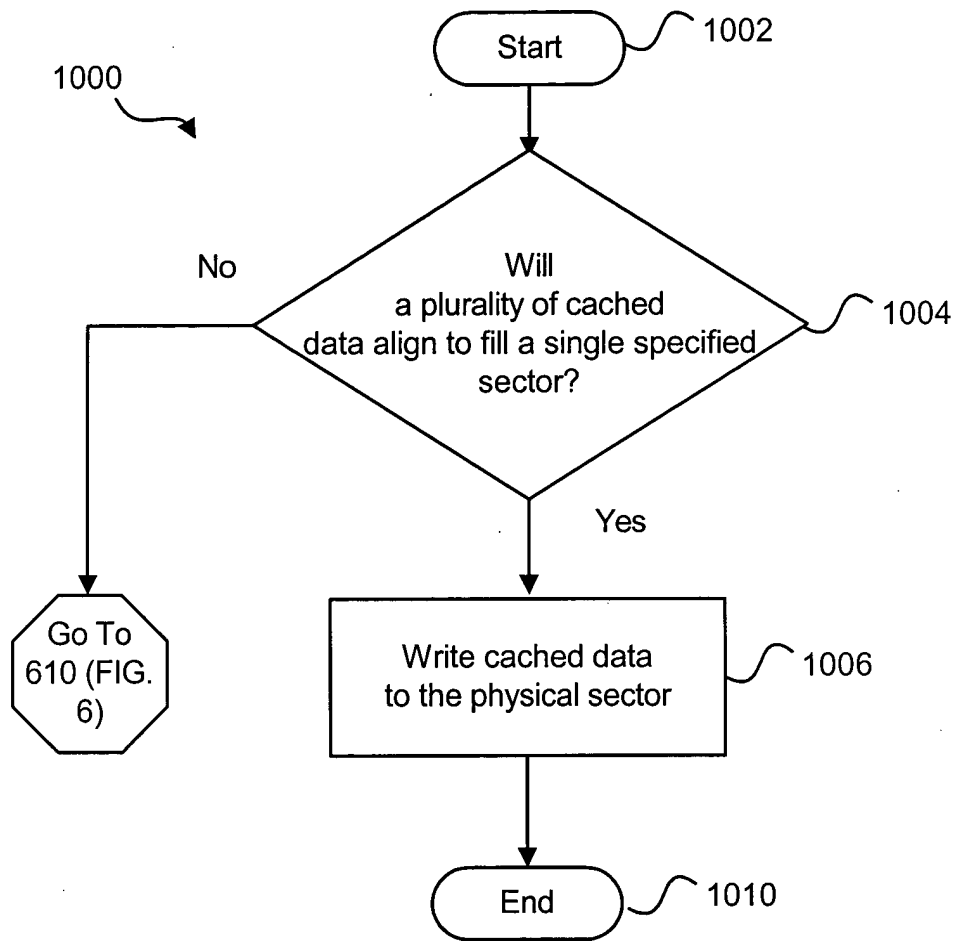 Start
1002
1000
No
Will
a plurality of cached
data align to fill a single specified
sector?
1004
Yes
Go To
610 (FIG.
6)
Write cached data
to the physical sector
1006
End
1010